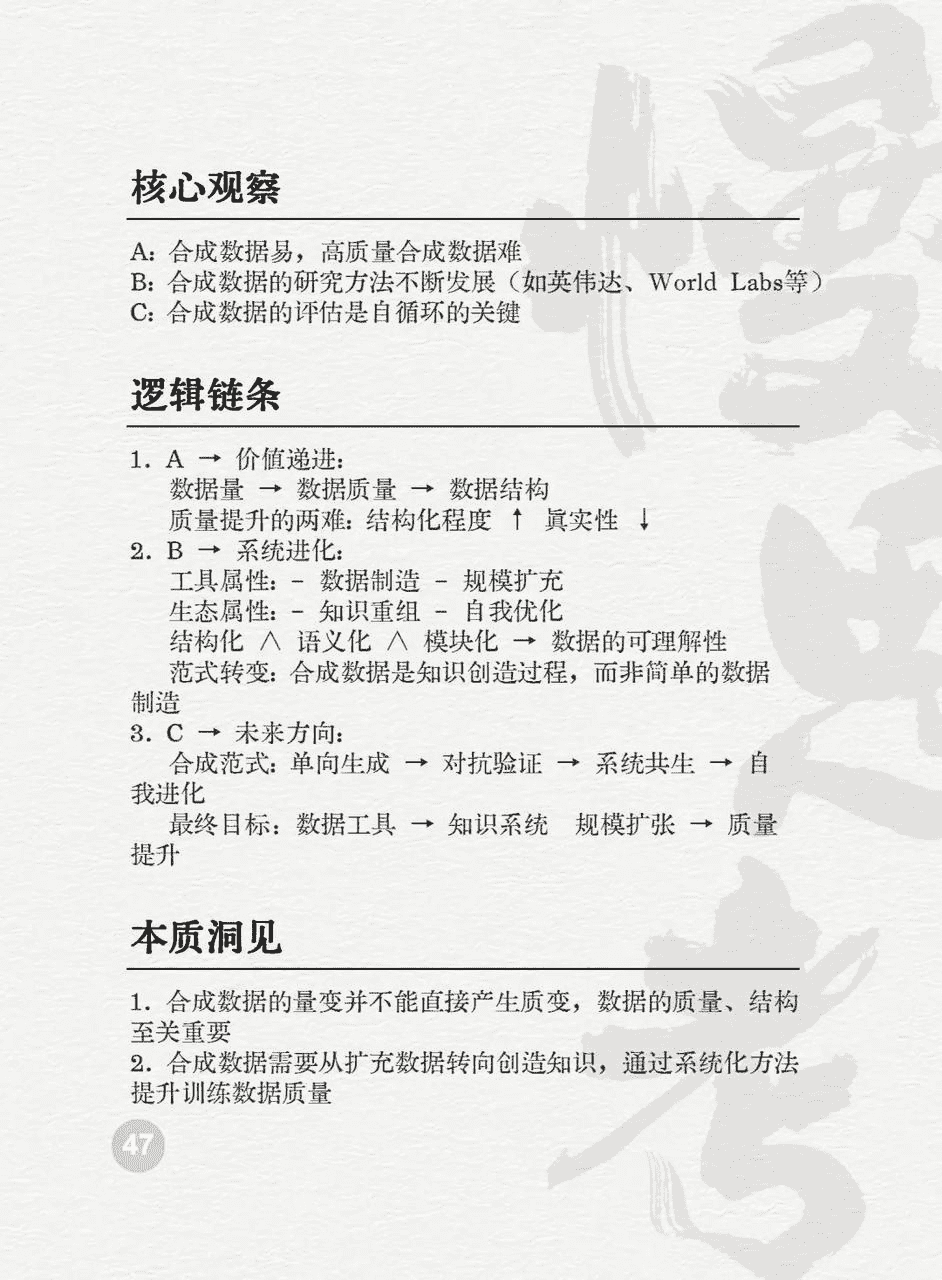 核心观察
A: 合成数据易，高质量合成数据难
B: 合成数据的研究方法不断发展（如英伟达、World Labs等）
C: 合成数据的评估是自循环的关键
逻辑链条
1. A → 价值递进:
数据量 → 数据质量 → 数据结构
质量提升的两难: 结构化程度 ↑ 真实性 ↓
2. B → 系统进化:
工具属性: - 数据制造 - 规模扩充
生态属性: - 知识重组 - 自我优化
结构化 ∧ 语义化 ∧ 模块化 → 数据的可理解性
范式转变: 合成数据是知识创造过程，而非简单的数据
制造
3. C → 未来方向:
合成范式: 单向生成 → 对抗验证 → 系统共生 → 自
我进化
最终目标: 数据工具 → 知识系统 规模扩张 → 质量
提升
本质洞见
1. 合成数据的量变并不能直接产生质变，数据的质量、结构
至关重要
2. 合成数据需要从扩充数据转向创造知识，通过系统化方法
提升训练数据质量
47
慢思考